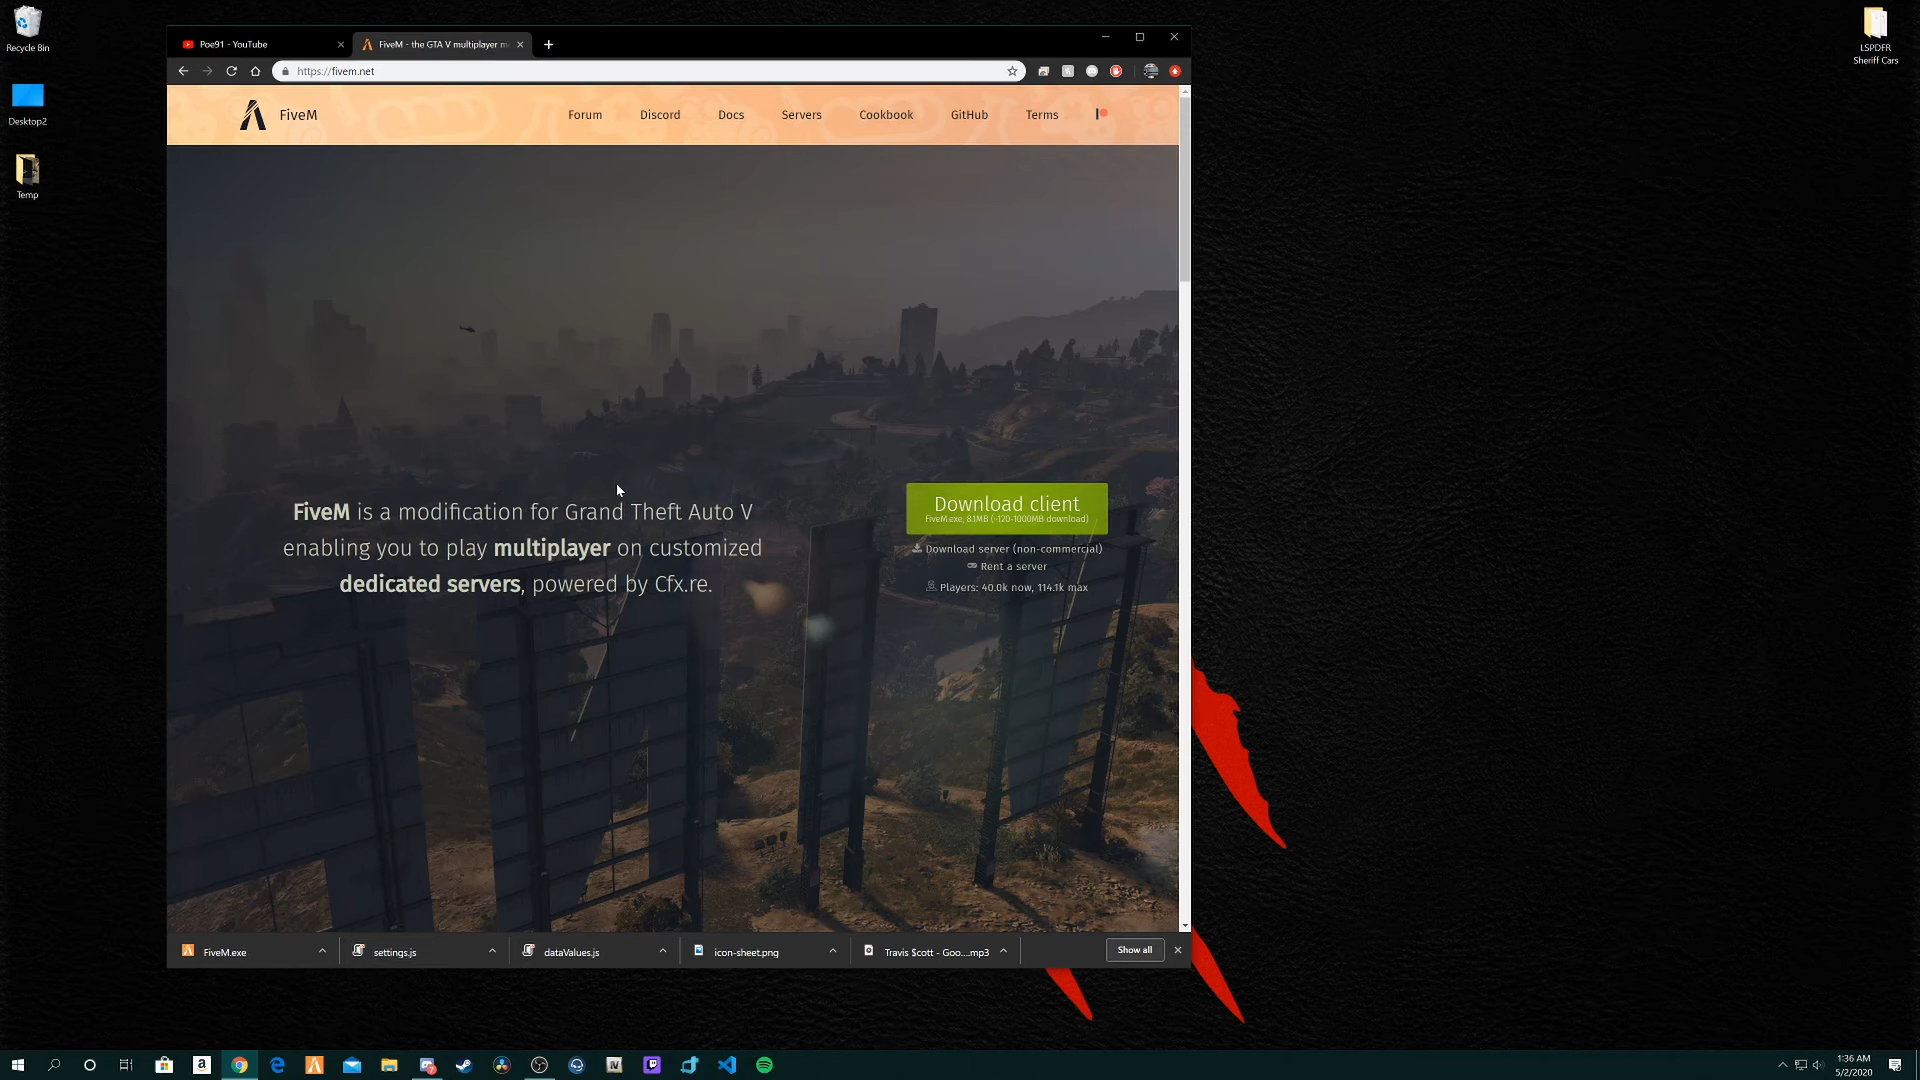 Recycle Bin
Desktop2
Temp
LSPDFR
Sheriff Cars
Poe91 - YouTube
FiveM - the GTA V multiplayer m
https://fivem.net
FiveM
Forum
Discord
Docs
Servers
Cookbook
GitHub
Terms
FiveM is a modification for Grand Theft Auto V
enabling you to play multiplayer on customized
dedicated servers, powered by Cfx.re.
Download client
FiveM.exe, 8.1MB (~120-1000MB download)
Download server (non-commercial)
Rent a server
Players: 40.0k now, 114.1k max
FiveM.exe
settings.js
dataValues.js
icon-sheet.png
Travis $cott - Goo....mp3
Show all
1:36 AM
5/2/2020